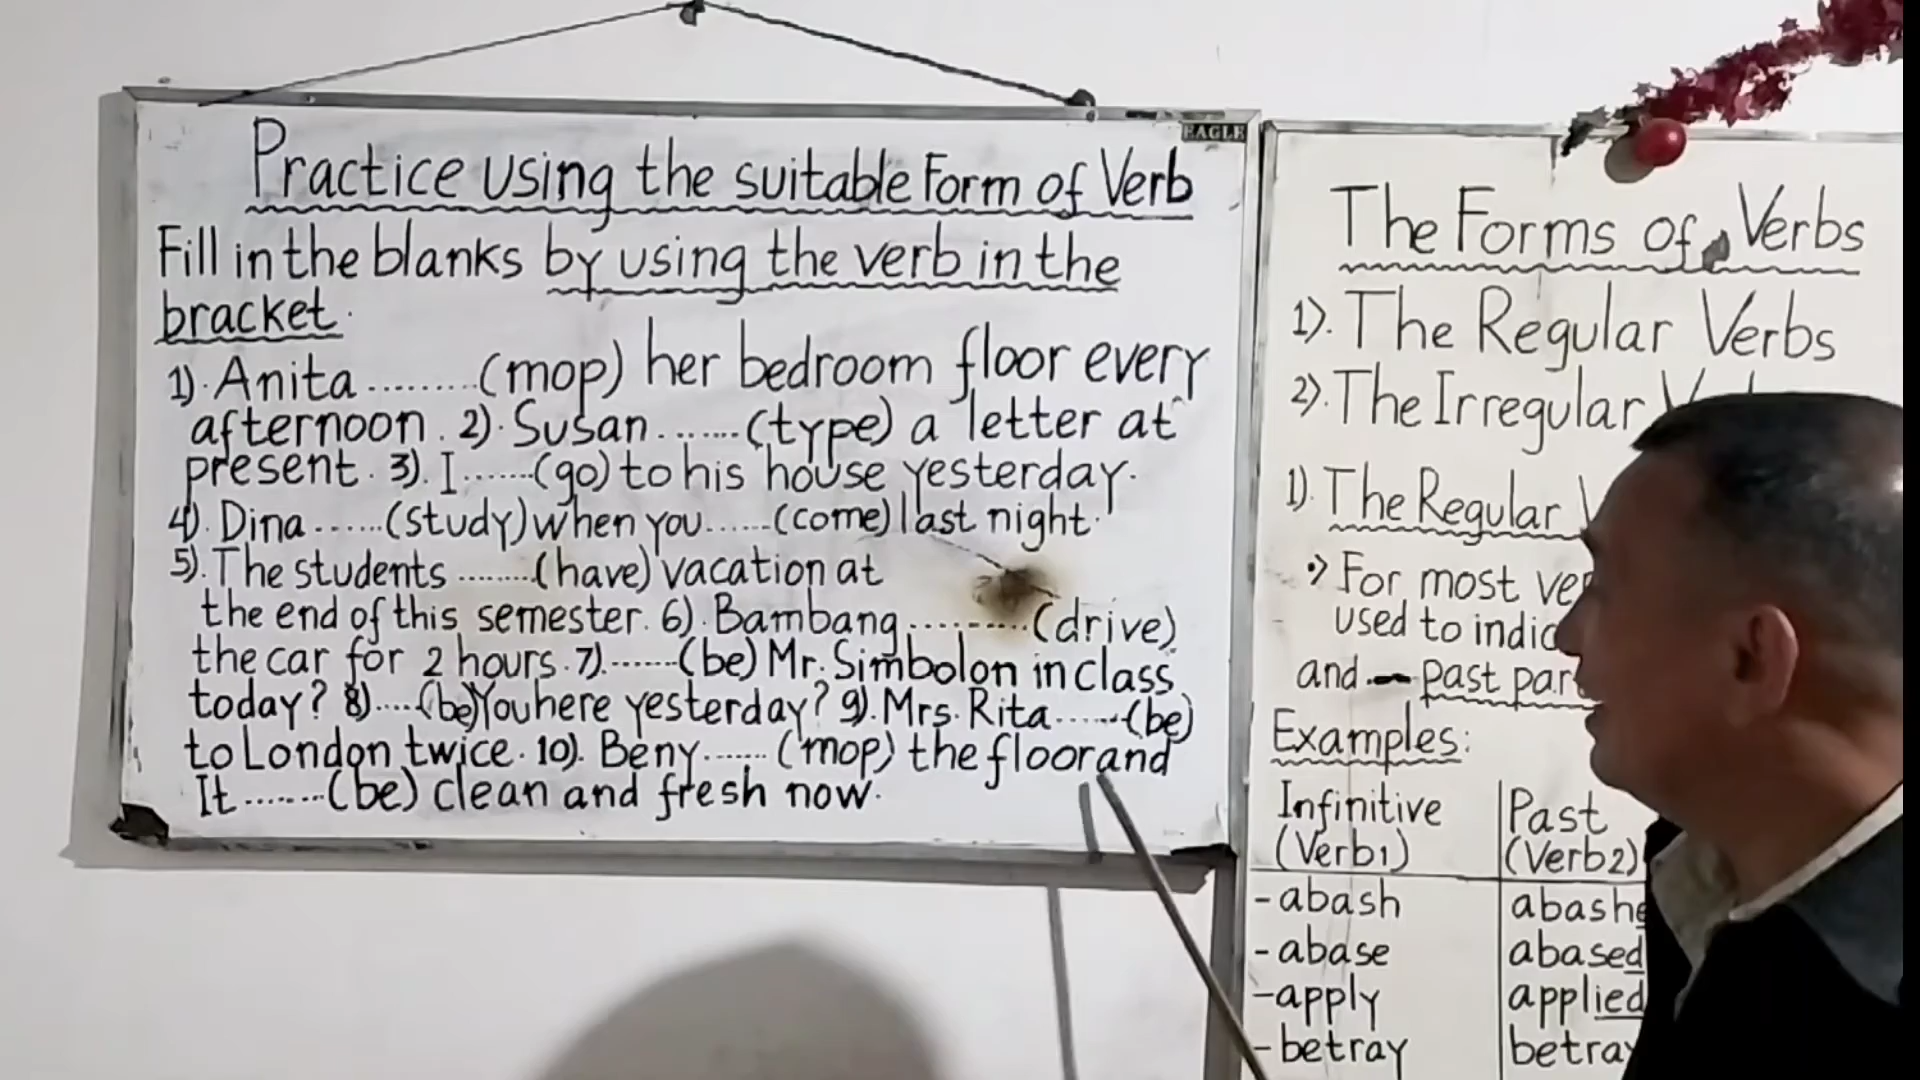 EAGLE
Practice using the suitable Form of Verb
Fill in the blanks by using the verb in the
bracket.
1). Anita ......... (mop) her bedroom floor every
afternoon. 2). Susan ....... (type) a letter at
present. 3). I ....... (go) to his house yesterday.
4). Dina ...... (study) when you ...... (come) last night.
5). The students ........ (have) vacation at
the end of this semester. 6). Bambang .......... (drive)
the car for 2 hours. 7). ....... (be) Mr. Simbolon in class
today? 8) .... (be) You here yesterday? 9). Mrs. Rita ...... (be)
to London twice. 10). Beny ....... (mop) the floor and
It ....... (be) clean and fresh now.
The Forms of Verbs
1). The Regular Verbs
2). The Irregular
1). The Regular
For most
used to
and past
Examples:
Infinitive Past
(Verb1) (Verb2)
- abash
- abase abased
- apply applied
- betray